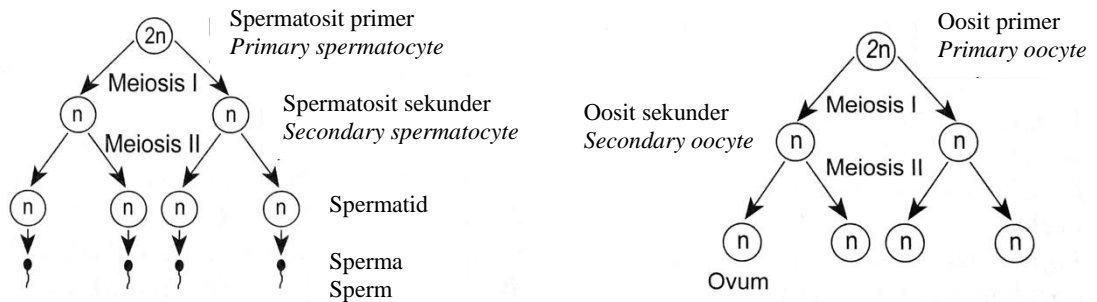 Spermatosit primer
Primary spermatocyte
2n
Meiosis I
n
n
Spermatosit sekunder
Secondary spermatocyte
Meiosis II
n
n
n
n
Spermatid
Sperma
Sperm
Oosit primer
Primary oocyte
2n
Meiosis I
Oosit sekunder
Secondary oocyte
n
n
Meiosis II
n
n
n
n
Ovum